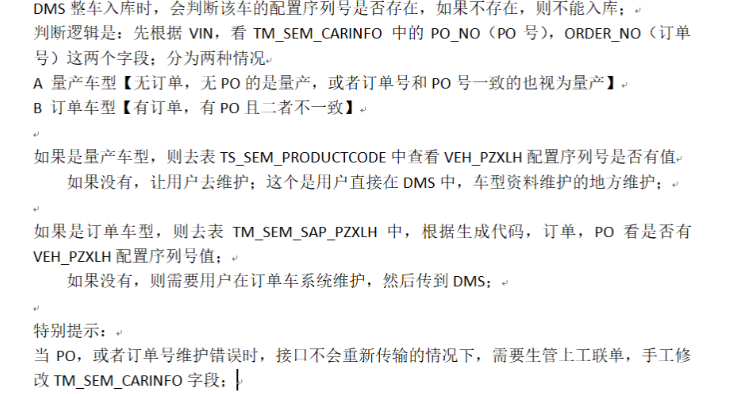 DMS 整车入库时，会判断该车的配置序列号是否存在，如果不存在，则不能入库；
判断逻辑是：先根据 VIN，看 TM_SEM_CARINFO 中的 PO_NO（PO 号），ORDER_NO（订单
号）这两个字段；分为两种情况
A 量产车型【无订单，无 PO 的是量产，或者订单号和 PO 号一致的也视为量产】
B 订单车型【有订单，有 PO 且二者不一致】
如果是量产车型，则去表 TS_SEM_PRODUCTCODE 中查看 VEH_PZXLH 配置序列号是否有值
如果没有，让用户去维护；这个是用户直接在 DMS 中，车型资料维护的地方维护；
如果是订单车型，则去表 TM_SEM_SAP_PZXLH 中，根据生成代码，订单，PO 看是否有
VEH_PZXLH 配置序列号值；
如果没有，则需要用户在订单车系统维护，然后传到 DMS；
特别提示：
当 PO，或者订单号维护错误时，接口不会重新传输的情况下，需要生管上工联单，手工修
改 TM_SEM_CARINFO 字段；